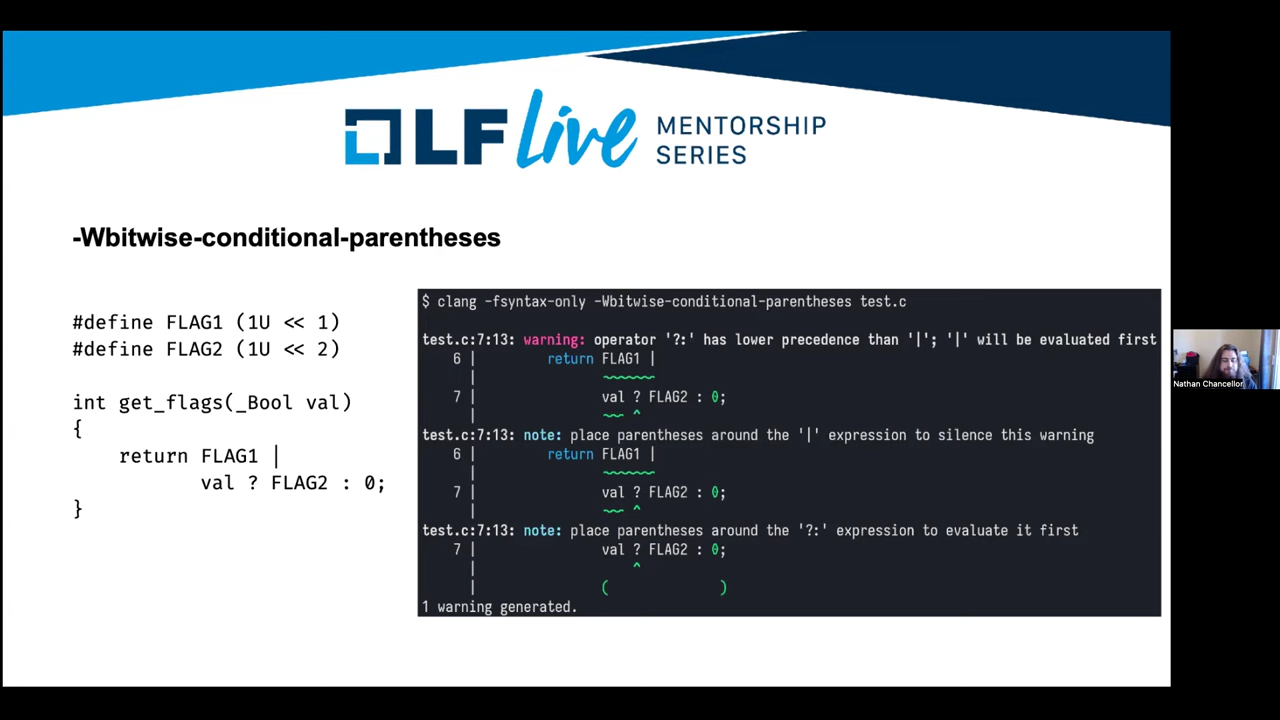 LF Live MENTORSHIP
SERIES
-Wbitwise-conditional-parentheses
#define FLAG1 (1U << 1)
#define FLAG2 (1U << 2)
int get_flags(_Bool val)
{
    return FLAG1 |
           val ? FLAG2 : 0;
}
$ clang -fsyntax-only -Wbitwise-conditional-parentheses test.c
test.c:7:13: warning: operator '?:' has lower precedence than '|'; '|' will be evaluated first
    6 |         return FLAG1 |
      |                ~~~~~~~
    7 |                val ? FLAG2 : 0;
      |                ~~~ ^
test.c:7:13: note: place parentheses around the '|' expression to silence this warning
    6 |         return FLAG1 |
      |                ~~~~~~~
    7 |                val ? FLAG2 : 0;
      |                ~~~ ^
test.c:7:13: note: place parentheses around the '?:' expression to evaluate it first
    7 |                val ? FLAG2 : 0;
      |                    ^
      |                (              )
1 warning generated.
Nathan Chancellor